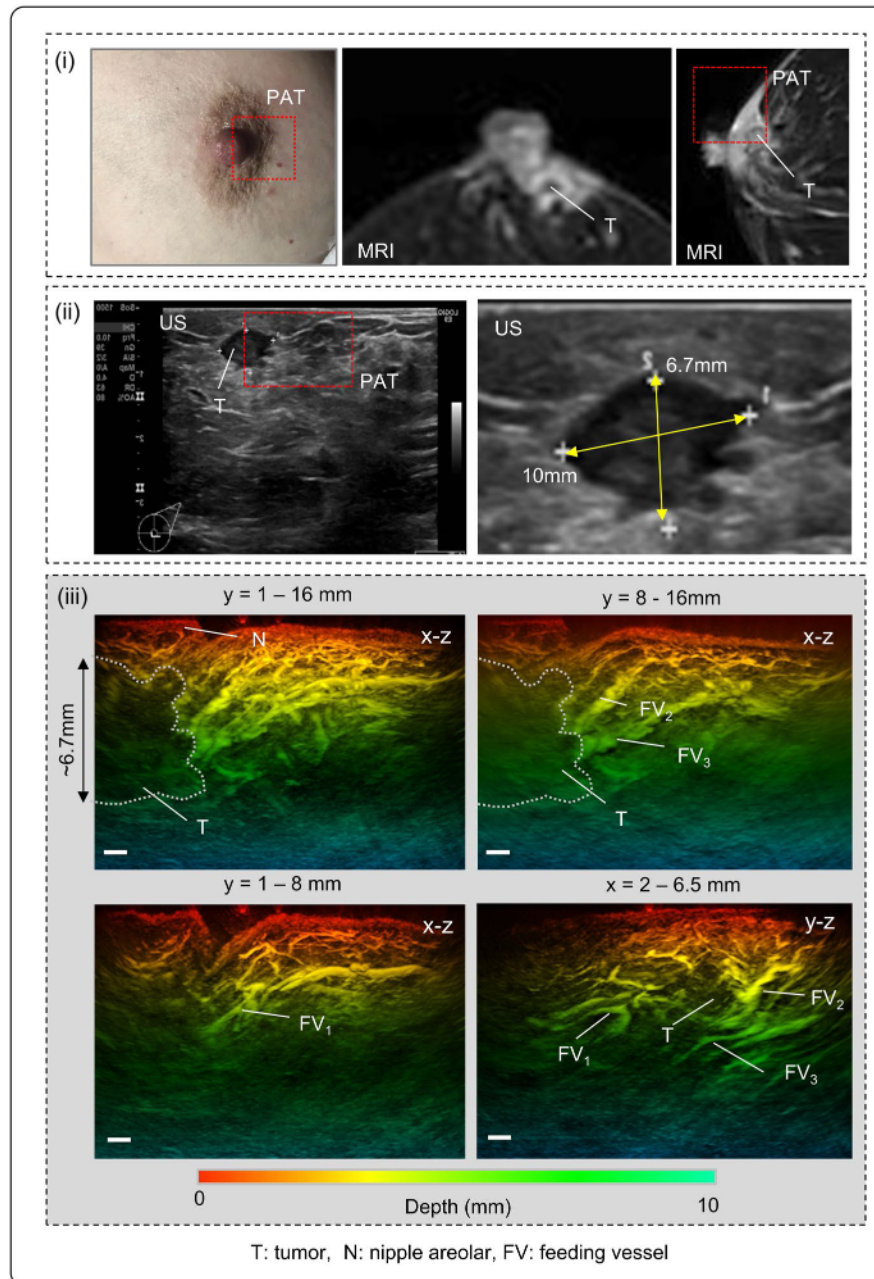 (i)
PAT
T
MRI
PAT
T
MRI
(ii)
US
T
PAT
US
2
1
6.7mm
10mm
(iii)
y = 1 – 16 mm
N
x-z
~6.7mm
T
y = 8 - 16mm
x-z
FV₂
FV₃
T
y = 1 – 8 mm
x-z
FV₁
x = 2 – 6.5 mm
y-z
FV₁
T
FV₂
FV₃
0
10
Depth (mm)
T: tumor, N: nipple areolar, FV: feeding vessel